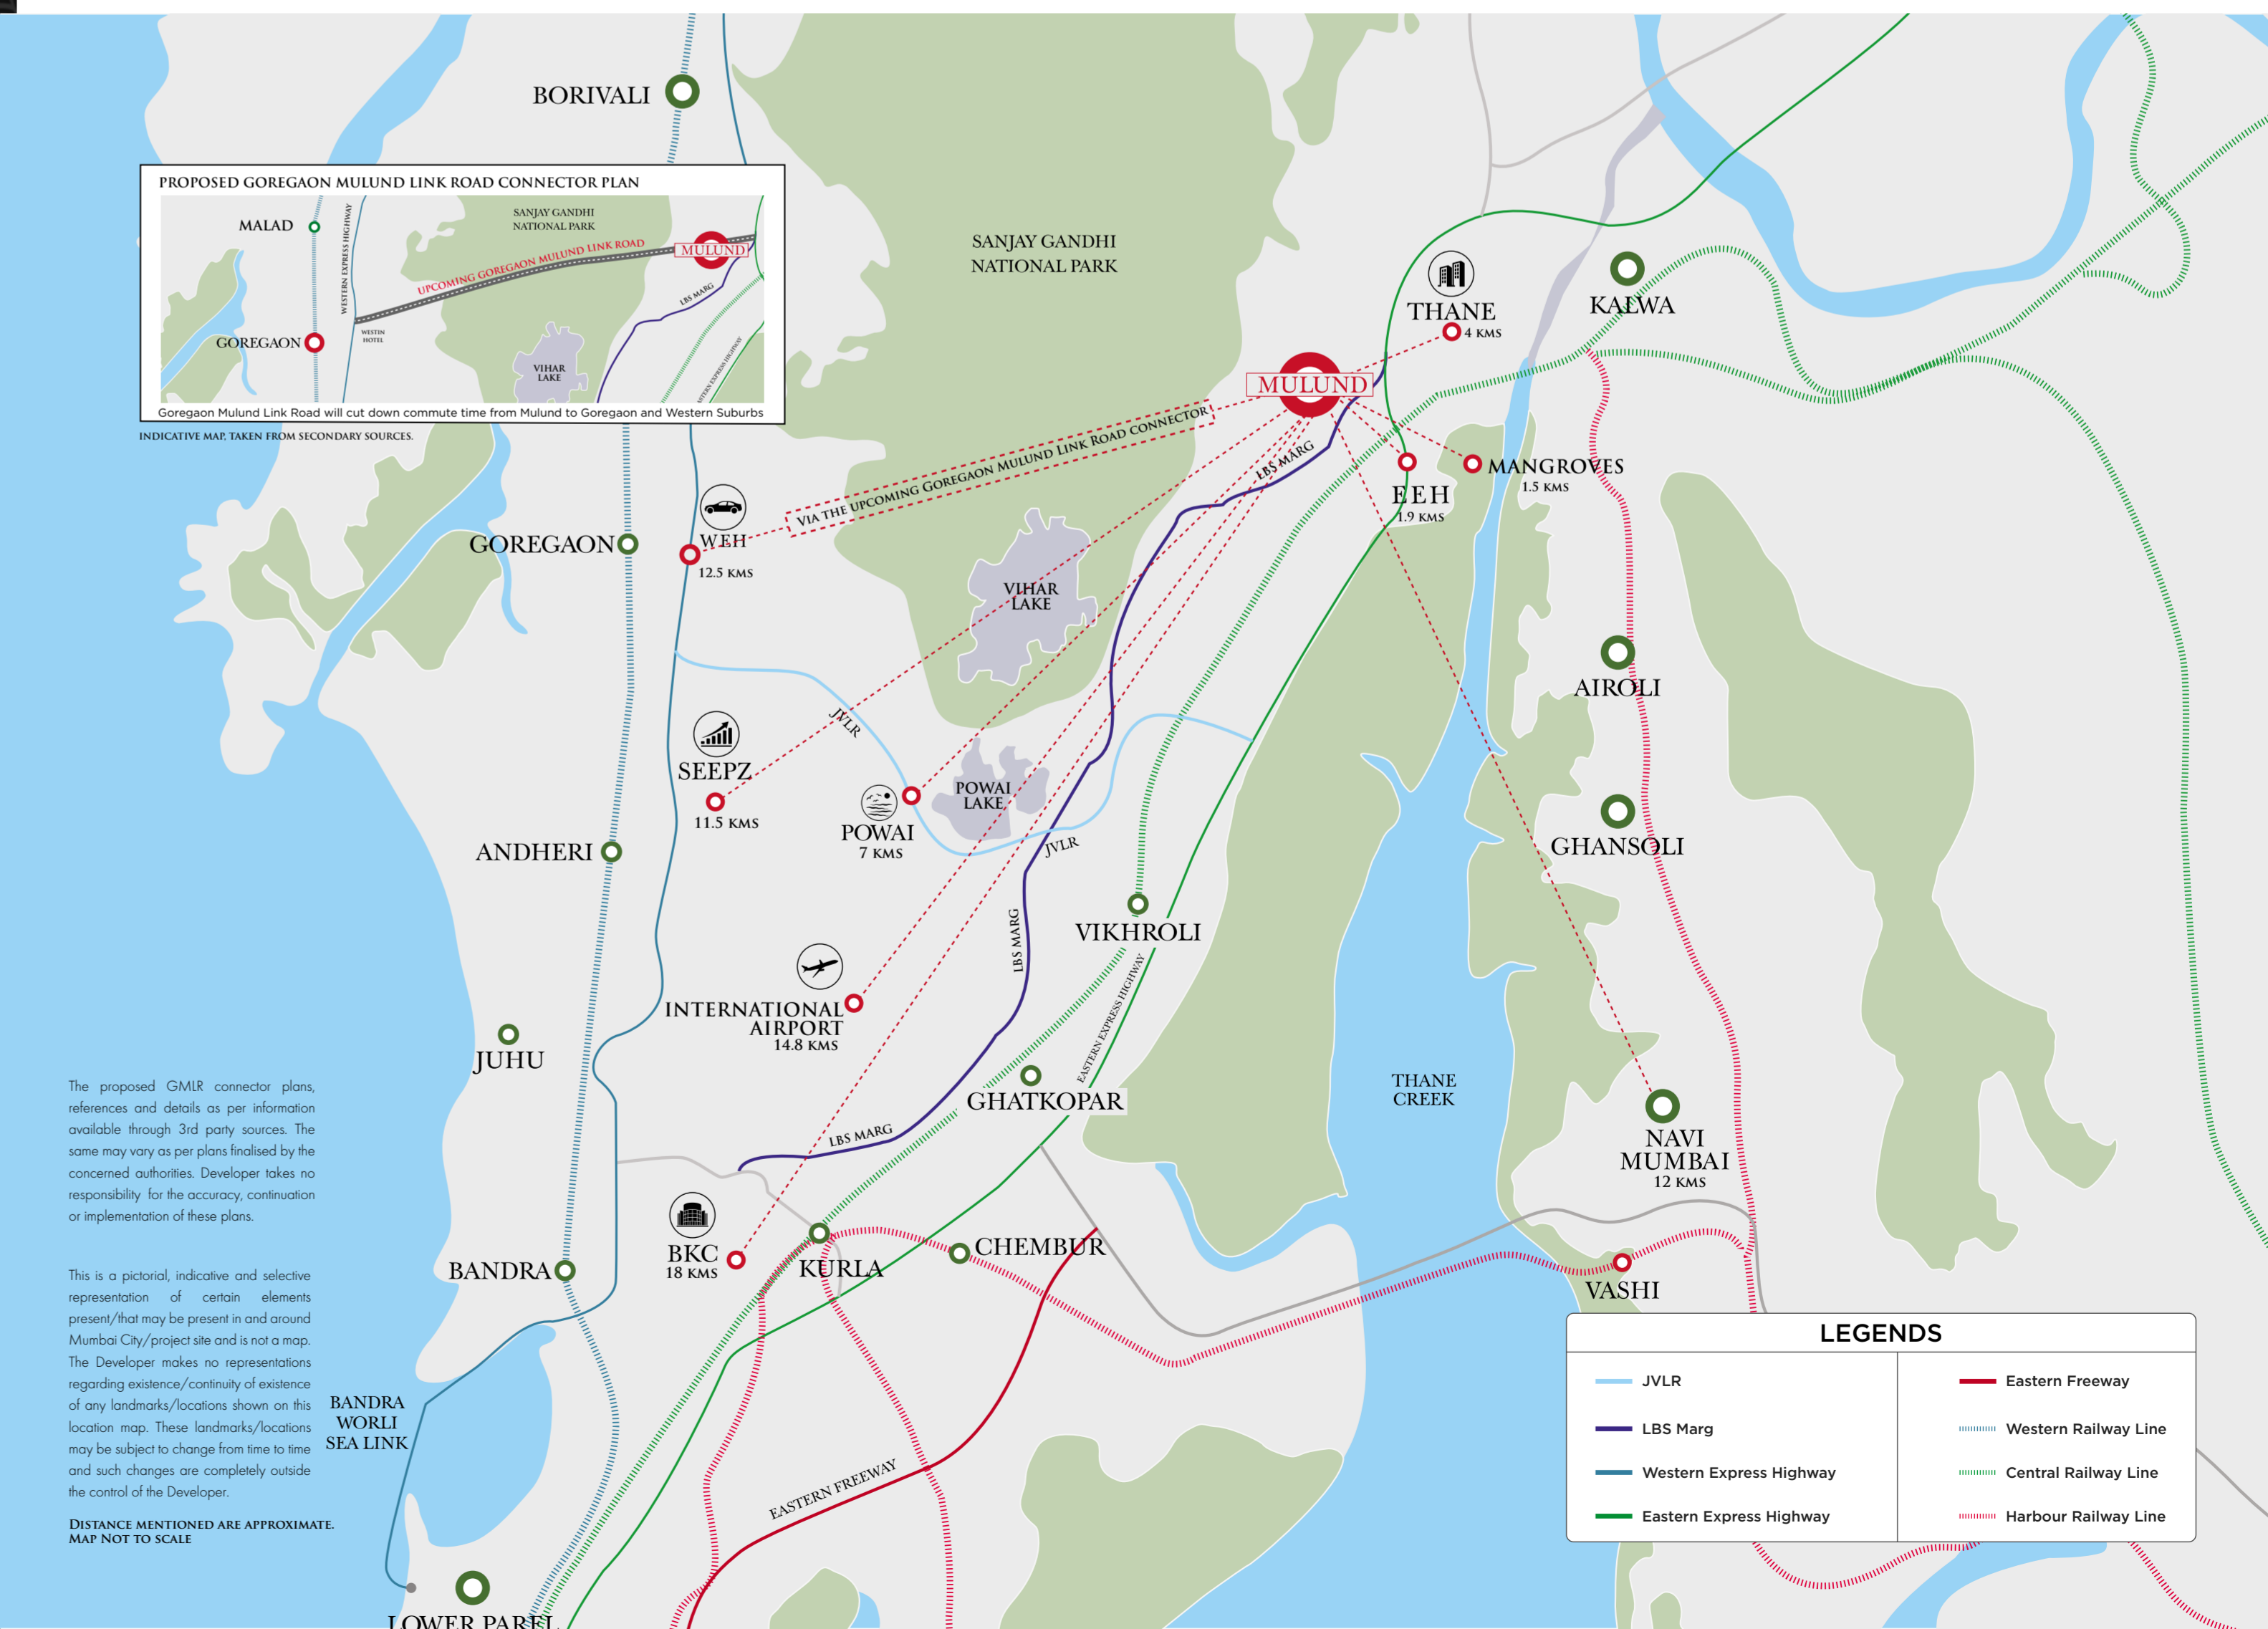 BORIVALI
PROPOSED GOREGAON MULUND LINK ROAD CONNECTOR PLAN
MALAD
WESTERN EXPRESS HIGHWAY
SANJAY GANDHI
NATIONAL PARK
UPCOMING GOREGAON MULUND LINK ROAD
MULUND
LBS MARG
GOREGAON
WESTIN
HOTEL
VIHAR
LAKE
EASTERN EXPRESS HIGHWAY
Goregaon Mulund Link Road will cut down commute time from Mulund to Goregaon and Western Suburbs
INDICATIVE MAP, TAKEN FROM SECONDARY SOURCES.
SANJAY GANDHI
NATIONAL PARK
THANE
4 KMS
KALWA
MULUND
VIA THE UPCOMING GOREGAON MULUND LINK ROAD CONNECTOR
LBS MARG
MANGROVES
1.5 KMS
EEH
1.9 KMS
GOREGAON
WEH
12.5 KMS
VIHAR
LAKE
AIROLI
JVLR
SEEPZ
11.5 KMS
POWAI
LAKE
POWAI
7 KMS
JVLR
GHANSOLI
ANDHERI
LBS MARG
VIKHROLI
EASTERN EXPRESS HIGHWAY
INTERNATIONAL
AIRPORT
14.8 KMS
JUHU
GHATKOPAR
THANE
CREEK
LBS MARG
NAVI
MUMBAI
12 KMS
BKC
18 KMS
KURLA
CHEMBUR
BANDRA
VASHI
The proposed GMLR connector plans,
references and details as per information
available through 3rd party sources. The
same may vary as per plans finalised by the
concerned authorities. Developer takes no
responsibility for the accuracy, continuation
or implementation of these plans.
This is a pictorial, indicative and selective
representation of certain elements
present/that may be present in and around
Mumbai City/project site and is not a map.
The Developer makes no representations
regarding existence/continuity of existence
of any landmarks/locations shown on this
location map. These landmarks/locations
may be subject to change from time to time
and such changes are completely outside
the control of the Developer.
DISTANCE MENTIONED ARE APPROXIMATE.
MAP NOT TO SCALE
BANDRA
WORLI
SEA LINK
EASTERN FREEWAY
LOWER PAREL
LEGENDS
JVLR
LBS Marg
Western Express Highway
Eastern Express Highway
Eastern Freeway
Western Railway Line
Central Railway Line
Harbour Railway Line